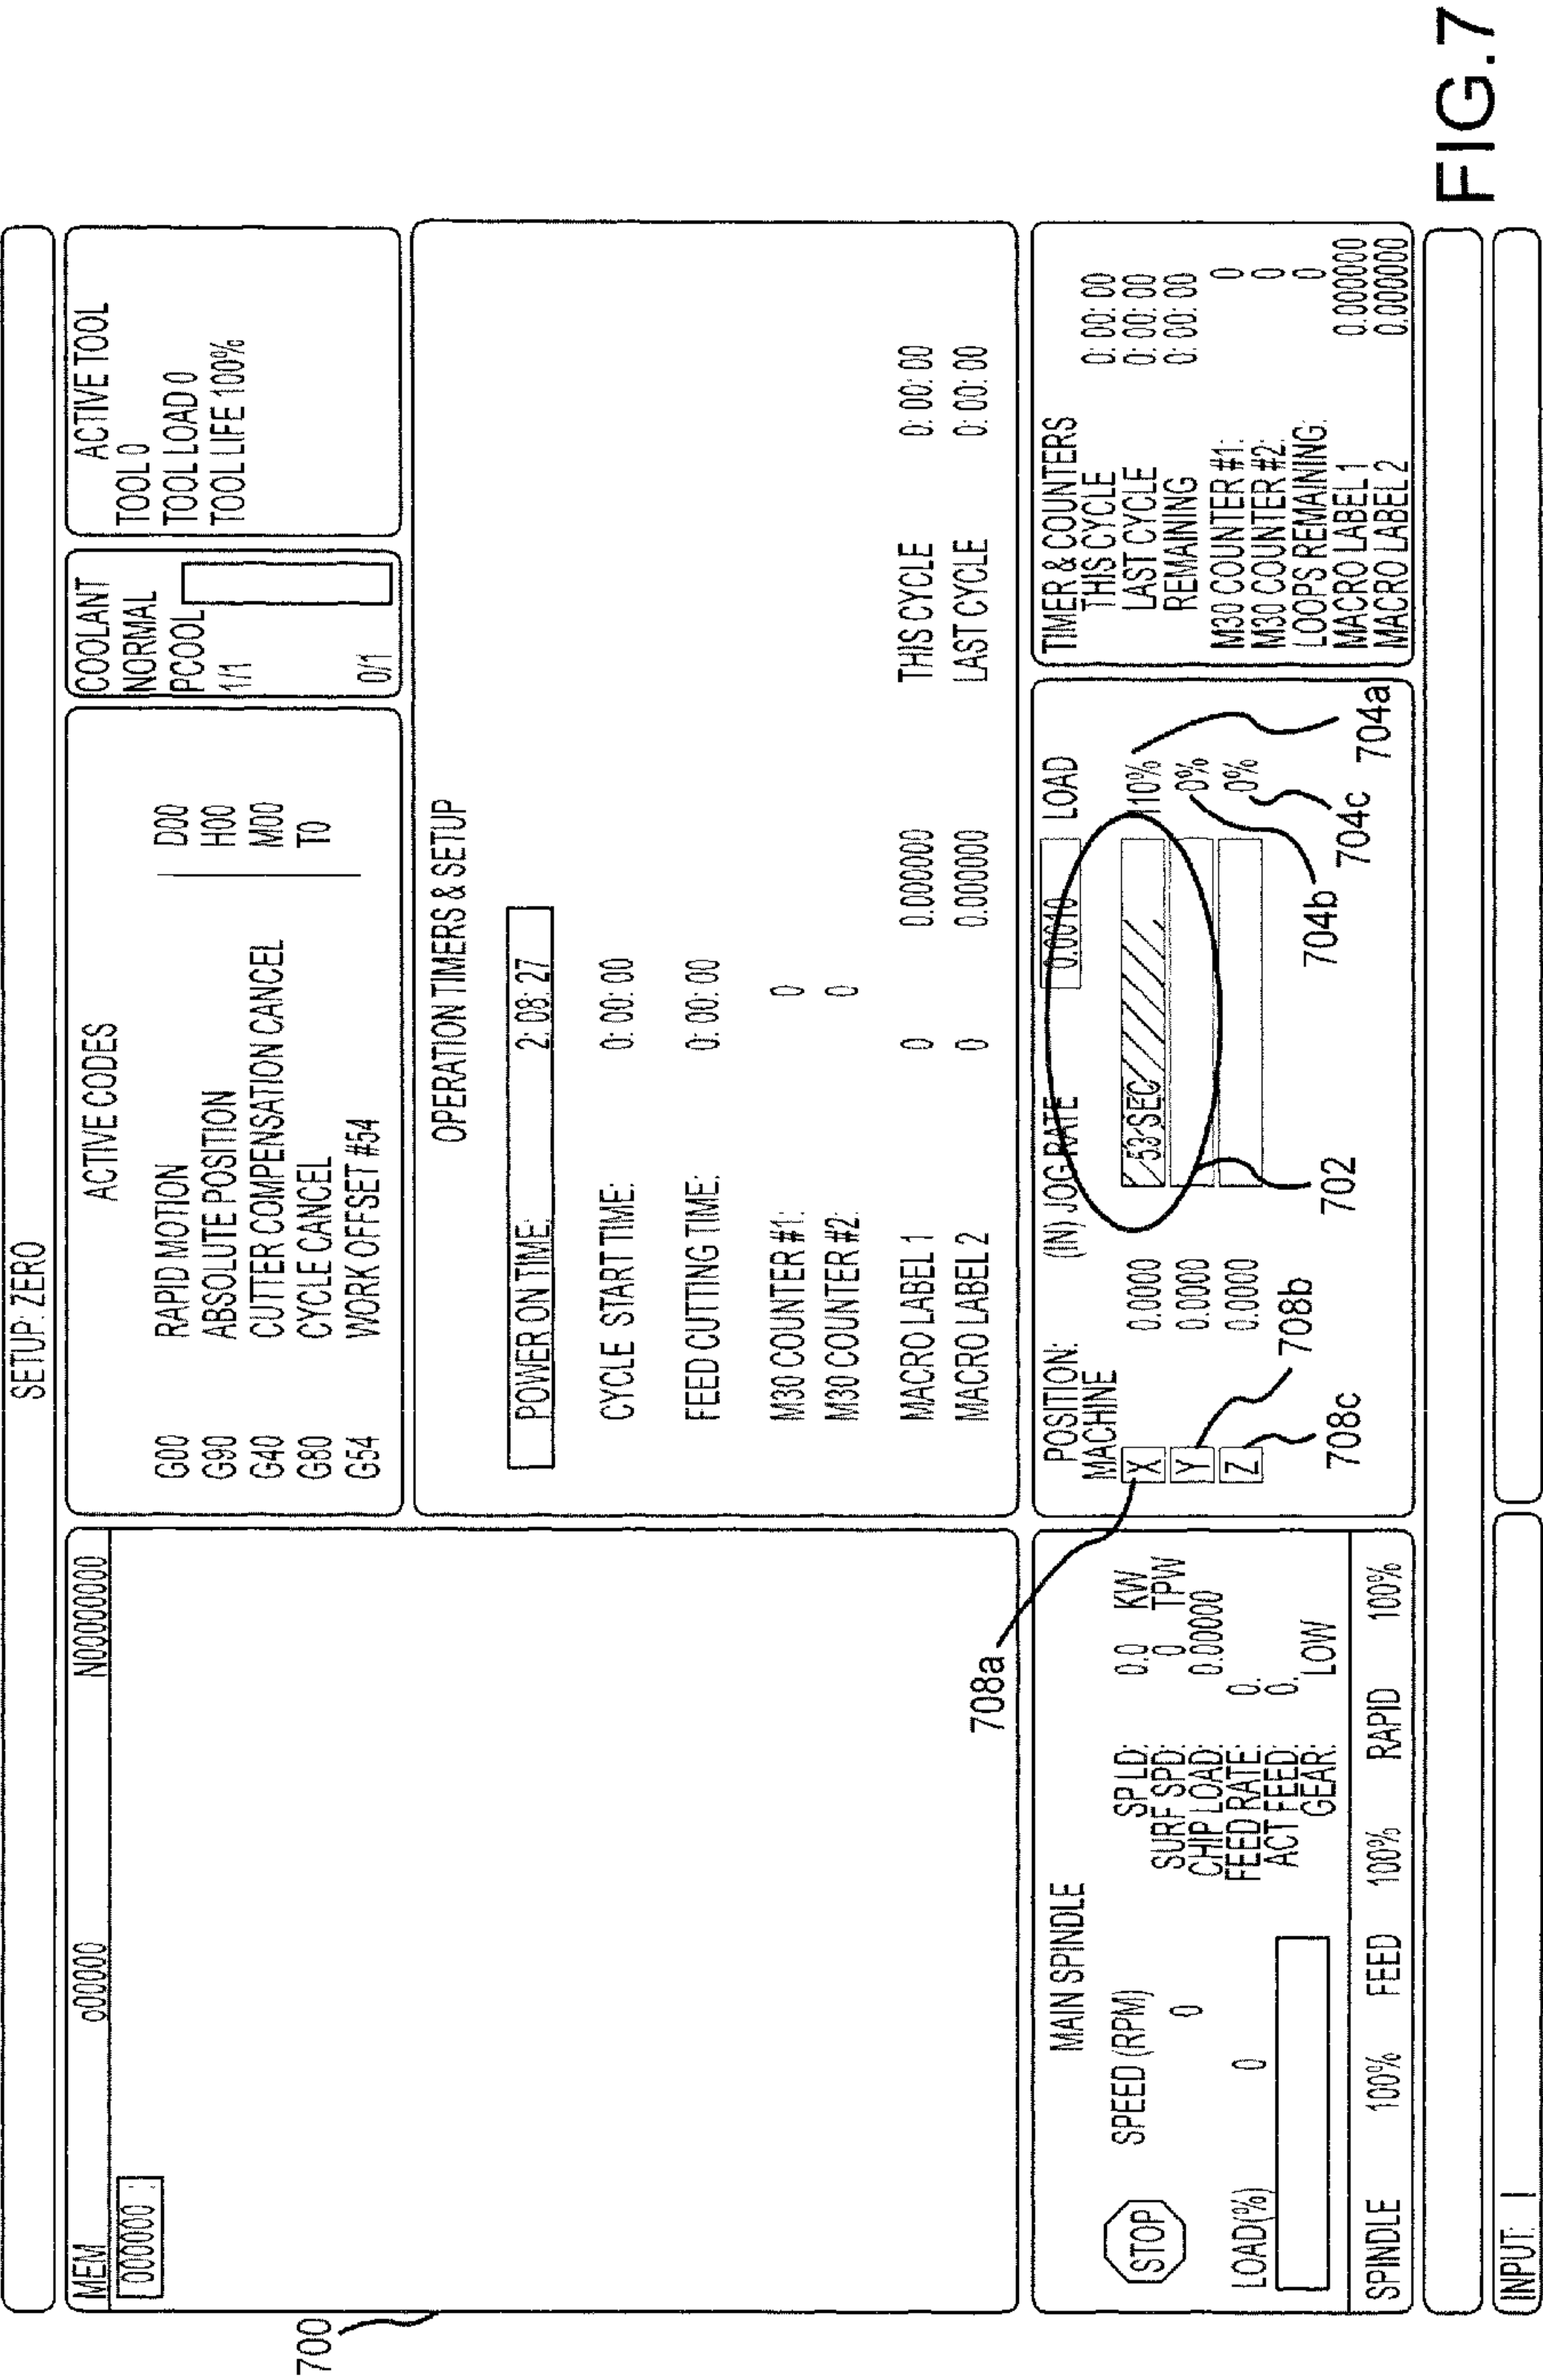 SETUP: ZERO
MEM o00000 N00000000
000000 :
ACTIVE CODES
G00 RAPID MOTION D00
G90 ABSOLUTE POSITION H00
G40 CUTTER COMPENSATION CANCEL M00
G80 CYCLE CANCEL T0
G54 WORK OFFSET #54
COOLANT
NORMAL
PCOOL
1/1
0/1
ACTIVE TOOL
TOOL 0
TOOL LOAD 0
TOOL LIFE 100%
OPERATION TIMERS & SETUP
POWER ON TIME: 2: 08: 27
CYCLE START TIME: 0: 00: 00
FEED CUTTING TIME: 0: 00: 00
M30 COUNTER #1: 0
M30 COUNTER #2: 0
MACRO LABEL 1 0 0.000000 THIS CYCLE 0: 00: 00
MACRO LABEL 2 0 0.000000 LAST CYCLE 0: 00: 00
700
708a
MAIN SPINDLE
STOP
SPEED (RPM)
0
LOAD(%) 0
SP LD: 0.0 KW
SURF SPD: 0 TPW
CHIP LOAD: 0.00000
FEED RATE: 0.
ACT FEED: 0.
GEAR: LOW
SPINDLE 100% FEED 100% RAPID 100%
POSITION: (IN) JOG RATE 0.0010 LOAD
MACHINE
X 0.0000 53 SEC 110%
Y 0.0000 0%
Z 0.0000 0%
708b
708c
702
704b
704c
704a
TIMER & COUNTERS
THIS CYCLE 0: 00: 00
LAST CYCLE 0: 00: 00
REMAINING 0: 00: 00
M30 COUNTER #1: 0
M30 COUNTER #2: 0
LOOPS REMAINING: 0
MACRO LABEL 1 0.000000
MACRO LABEL 2 0.000000
INPUT: |
FIG.7